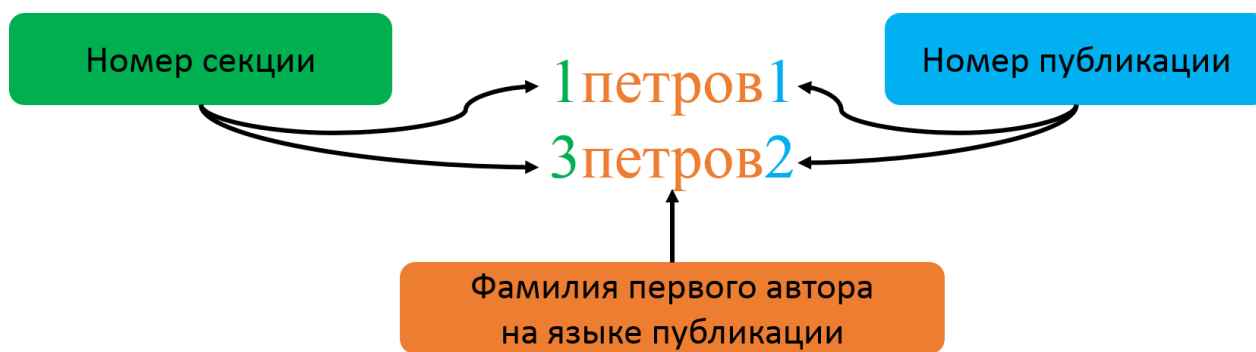 Номер секции
1петров1
Номер публикации
3петров2
Фамилия первого автора
на языке публикации